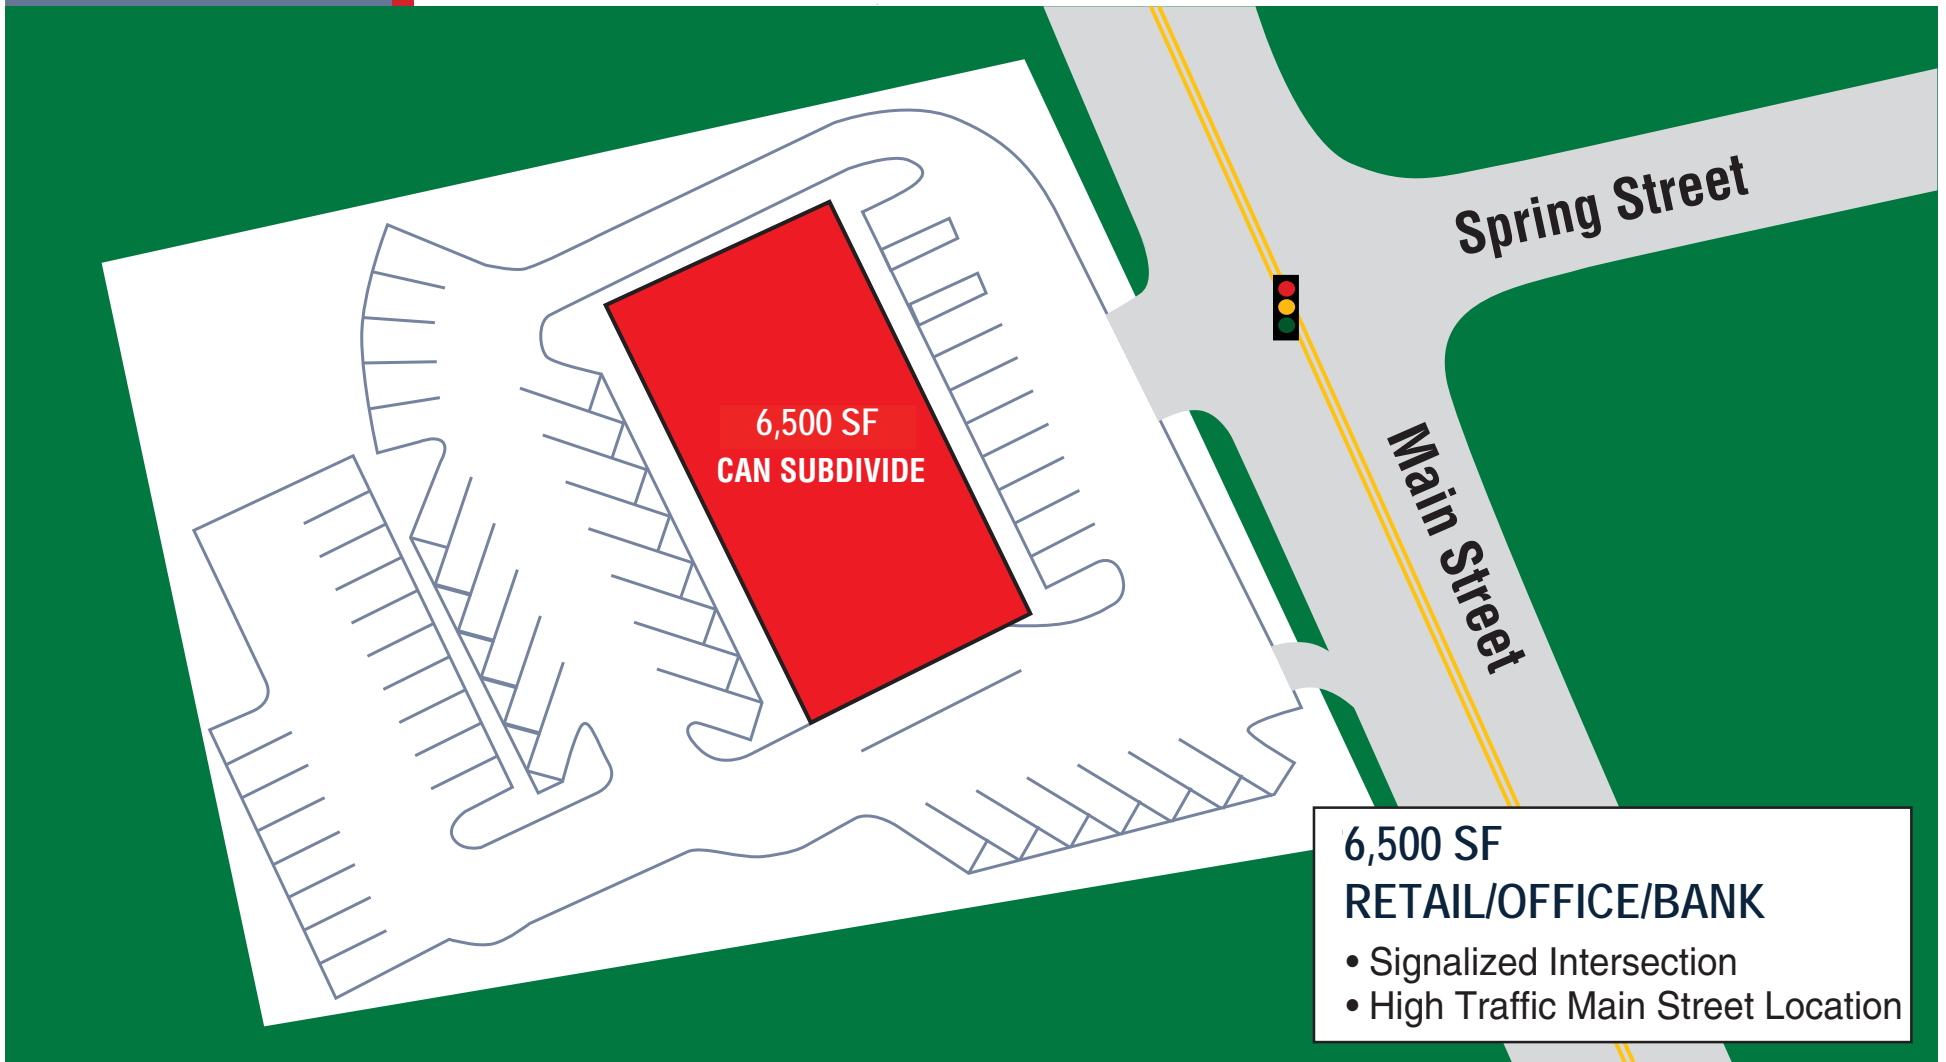 Spring Street
6,500 SF
CAN SUBDIVIDE
Main Street
6,500 SF
RETAIL/OFFICE/BANK
• Signalized Intersection
• High Traffic Main Street Location